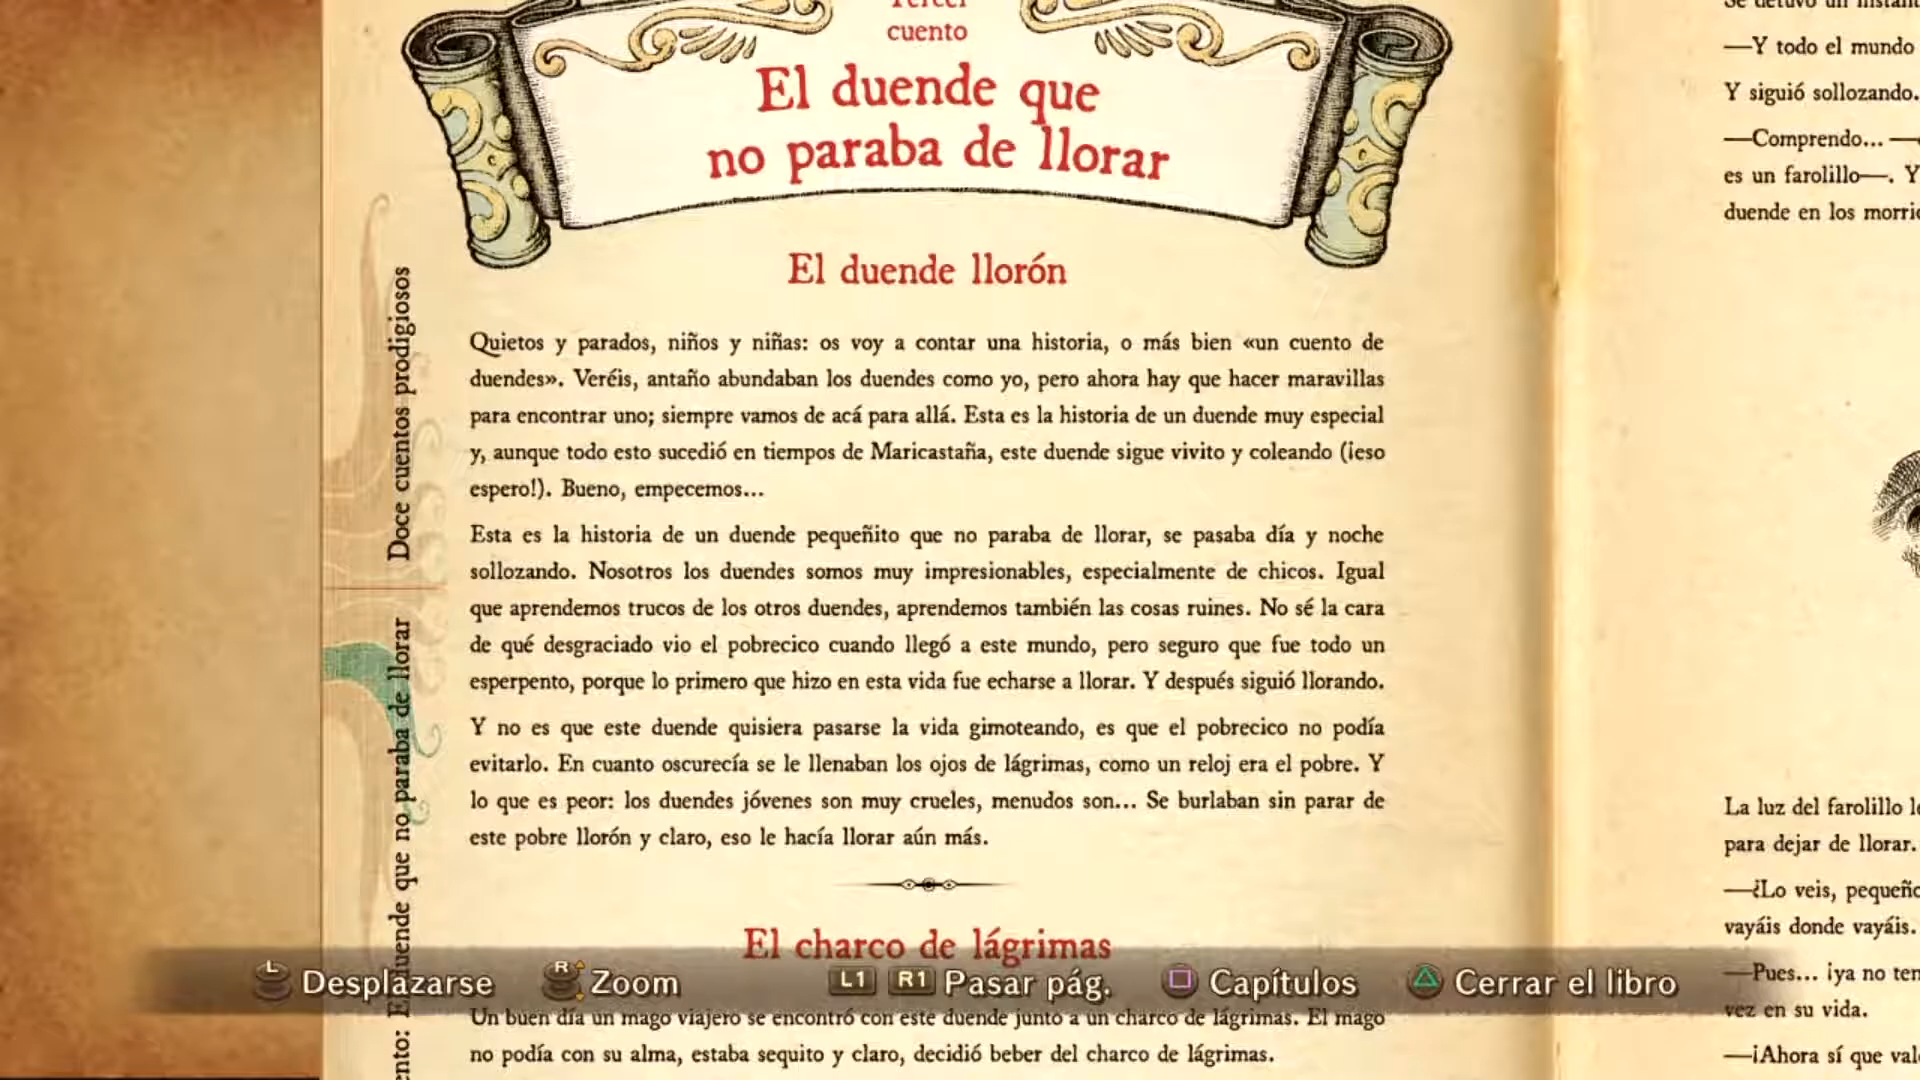 Tercer
cuento
El duende que
no paraba de llorar
El duende llorón
Quietos y parados, niños y niñas: os voy a contar una historia, o más bien «un cuento de
duendes». Veréis, antaño abundaban los duendes como yo, pero ahora hay que hacer maravillas
para encontrar uno; siempre vamos de acá para allá. Esta es la historia de un duende muy especial
y, aunque todo esto sucedió en tiempos de Maricastaña, este duende sigue vivito y coleando (¡eso
espero!). Bueno, empecemos...
Esta es la historia de un duende pequeñito que no paraba de llorar, se pasaba día y noche
sollozando. Nosotros los duendes somos muy impresionables, especialmente de chicos. Igual
que aprendemos trucos de los otros duendes, aprendemos también las cosas ruines. No sé la cara
de qué desgraciado vio el pobrecico cuando llegó a este mundo, pero seguro que fue todo un
esperpento, porque lo primero que hizo en esta vida fue echarse a llorar. Y después siguió llorando.
Y no es que este duende quisiera pasarse la vida gimoteando, es que el pobrecico no podía
evitarlo. En cuanto oscurecía se le llenaban los ojos de lágrimas, como un reloj era el pobre. Y
lo que es peor: los duendes jóvenes son muy crueles, menudos son... Se burlaban sin parar de
este pobre llorón y claro, eso le hacía llorar aún más.
El charco de lágrimas
Un buen día un mago viajero se encontró con este duende junto a un charco de lágrimas. El mago
no podía con su alma, estaba sequito y claro, decidió beber del charco de lágrimas.
Doce cuentos prodigiosos
El duende que no paraba de llorar
Se detuvo un
—Y todo el mundo
Y siguió sollozando.
—Comprendo... —
es un farolillo—. Y
duende en los
La luz del farolillo
para dejar de llorar.
—¿Lo veis,
vayáis donde vayáis.
—Pues... ¡ya no
vez en su vida.
—¡Ahora sí que
L Desplazarse
R Zoom
L1 R1 Pasar pág.
Capítulos
Cerrar el libro